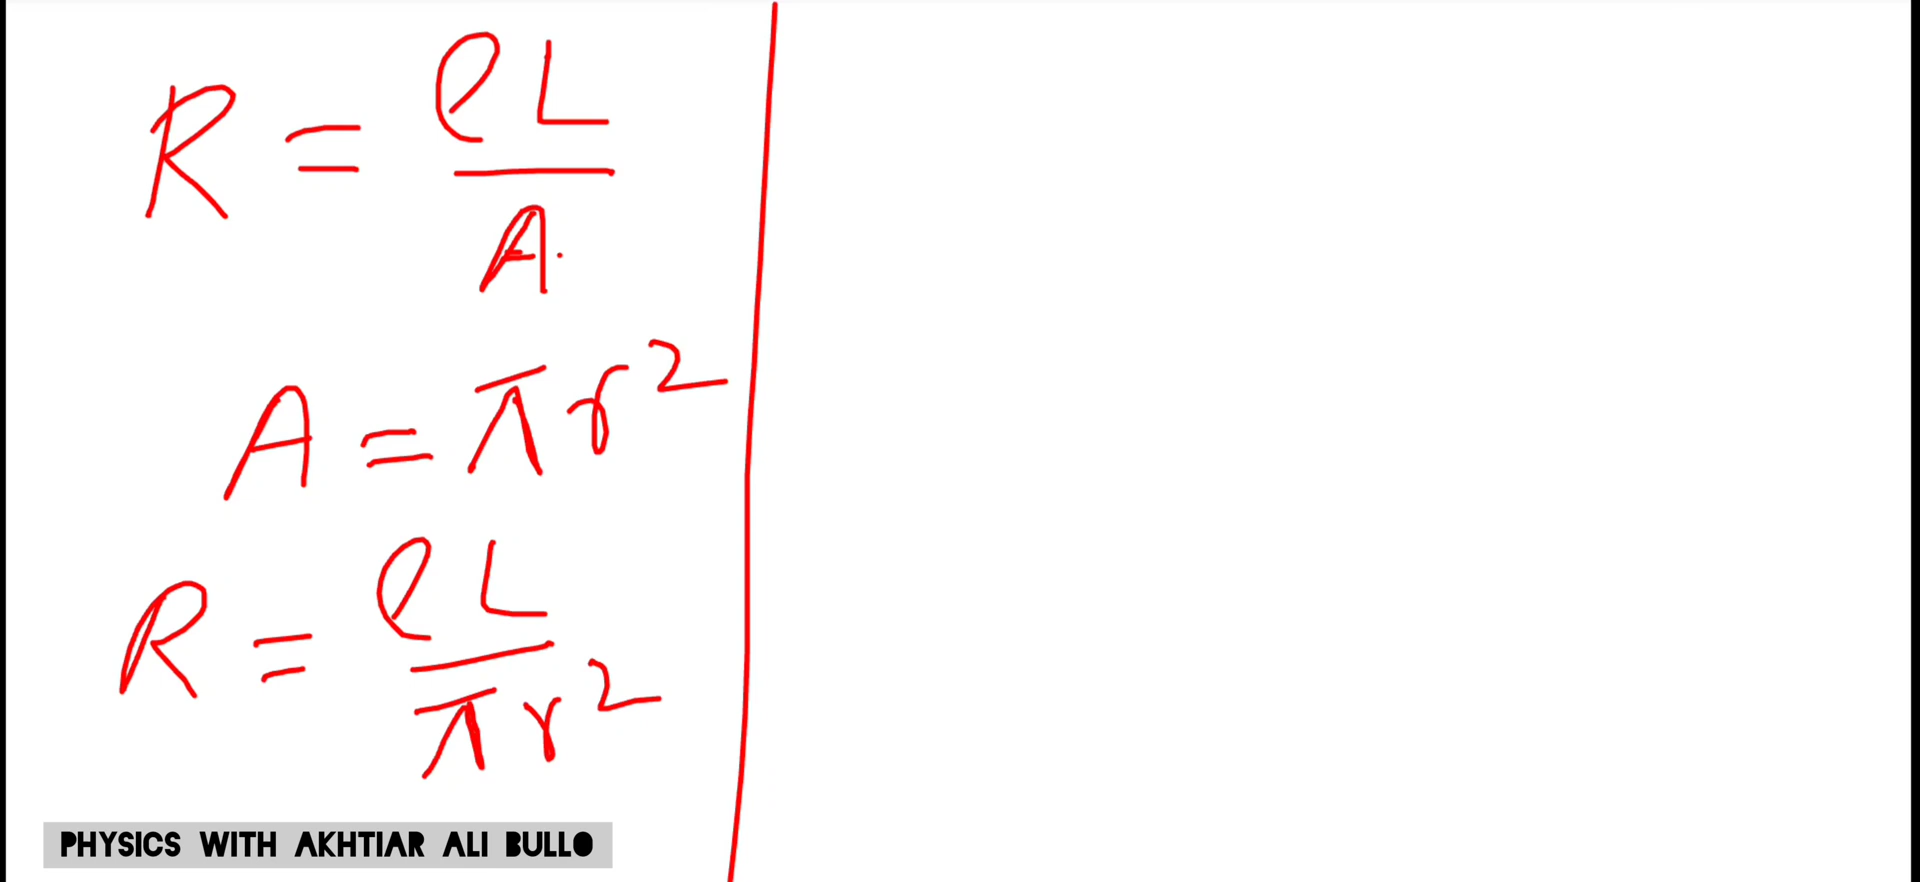 R = ρL / A.
A = πr²
R = ρL / πr²
PHYSICS WITH AKHTIAR ALI BULLO